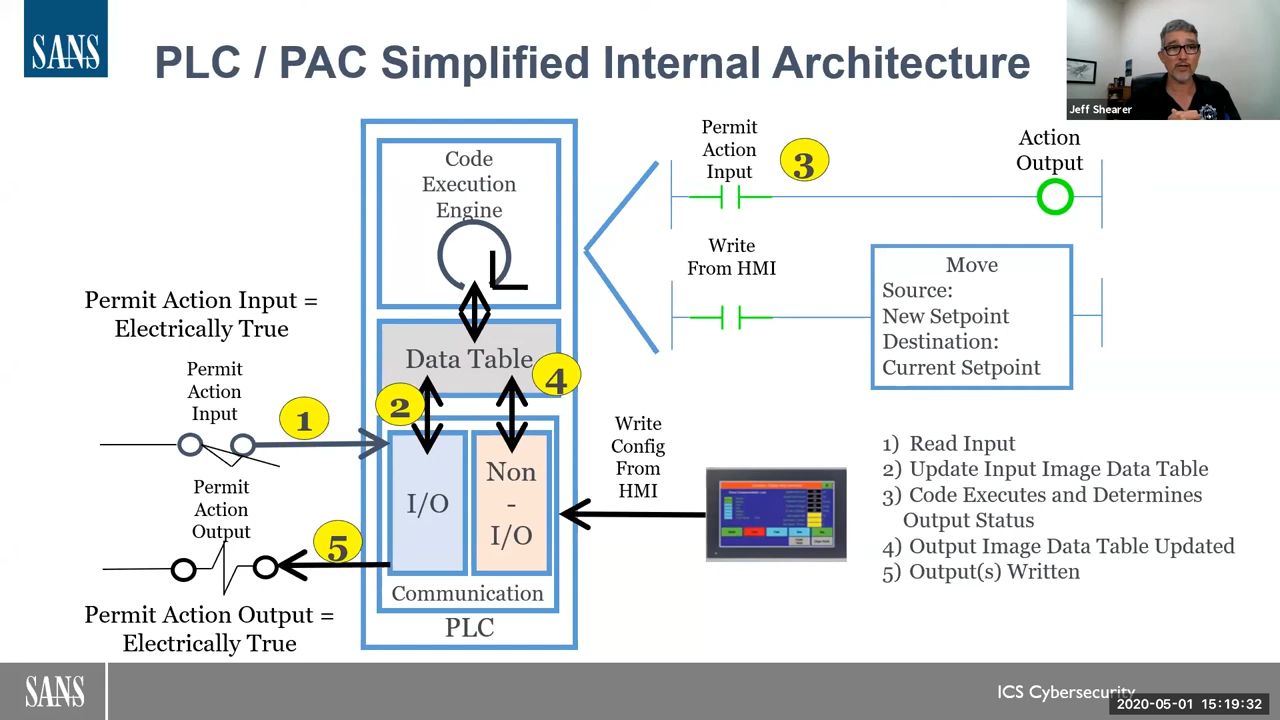 SANS
PLC / PAC Simplified Internal Architecture
Jeff Shearer
Code
Execution
Engine
Permit
Action
Input
3
Action
Output
Write
From HMI
Move
Source:
New Setpoint
Destination:
Current Setpoint
Permit Action Input =
Electrically True
Permit
Action
Input
1
Data Table
2
4
I/O
Non
-
I/O
Communication
PLC
Write
Config
From
HMI
Permit
Action
Output
5
Permit Action Output =
Electrically True
1) Read Input
2) Update Input Image Data Table
3) Code Executes and Determines
Output Status
4) Output Image Data Table Updated
5) Output(s) Written
SANS
ICS Cybersecurity
2020-05-01 15:19:32